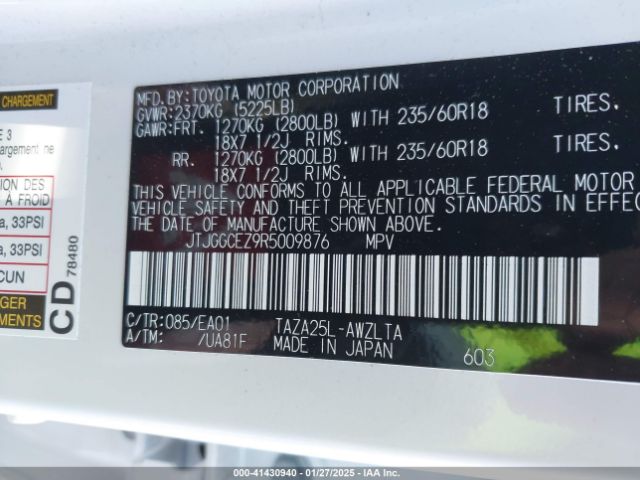 CHARGEMENT
E 3
hargement ne
ION DES
À FROID
a, 33PSI
a, 33PSI
CUN
GER
EMENTS
CD
78480
MFD.BY:TOYOTA MOTOR CORPORATION
GVWR:2370KG (5225LB)
GAWR:FRT. 1270KG (2800LB) WITH 235/60R18 TIRES.
18X7 1/2J RIMS.
RR. 1270KG (2800LB) WITH 235/60R18 TIRES.
18X7 1/2J RIMS.
THIS VEHICLE CONFORMS TO ALL APPLICABLE FEDERAL MOTOR
VEHICLE SAFETY AND THEFT PREVENTION STANDARDS IN EFFEC
THE DATE OF MANUFACTURE SHOWN ABOVE.
JTJGGCEZ9R5009876 MPV
C/TR:085/EA01 TAZA25L-AWZLTA
A/TM: /UA81F MADE IN JAPAN 603
000-41430940 - 01/27/2025 - IAA, Inc.